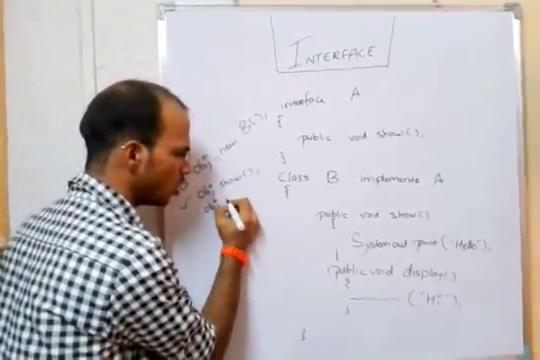 INTERFACE
interface A
{
public void show();
}
Class B implements A
{
public void show()
System.out.print("Hello");
}
public void display()
{
("Hi");
}
}
obj new B();
obj show();
obj